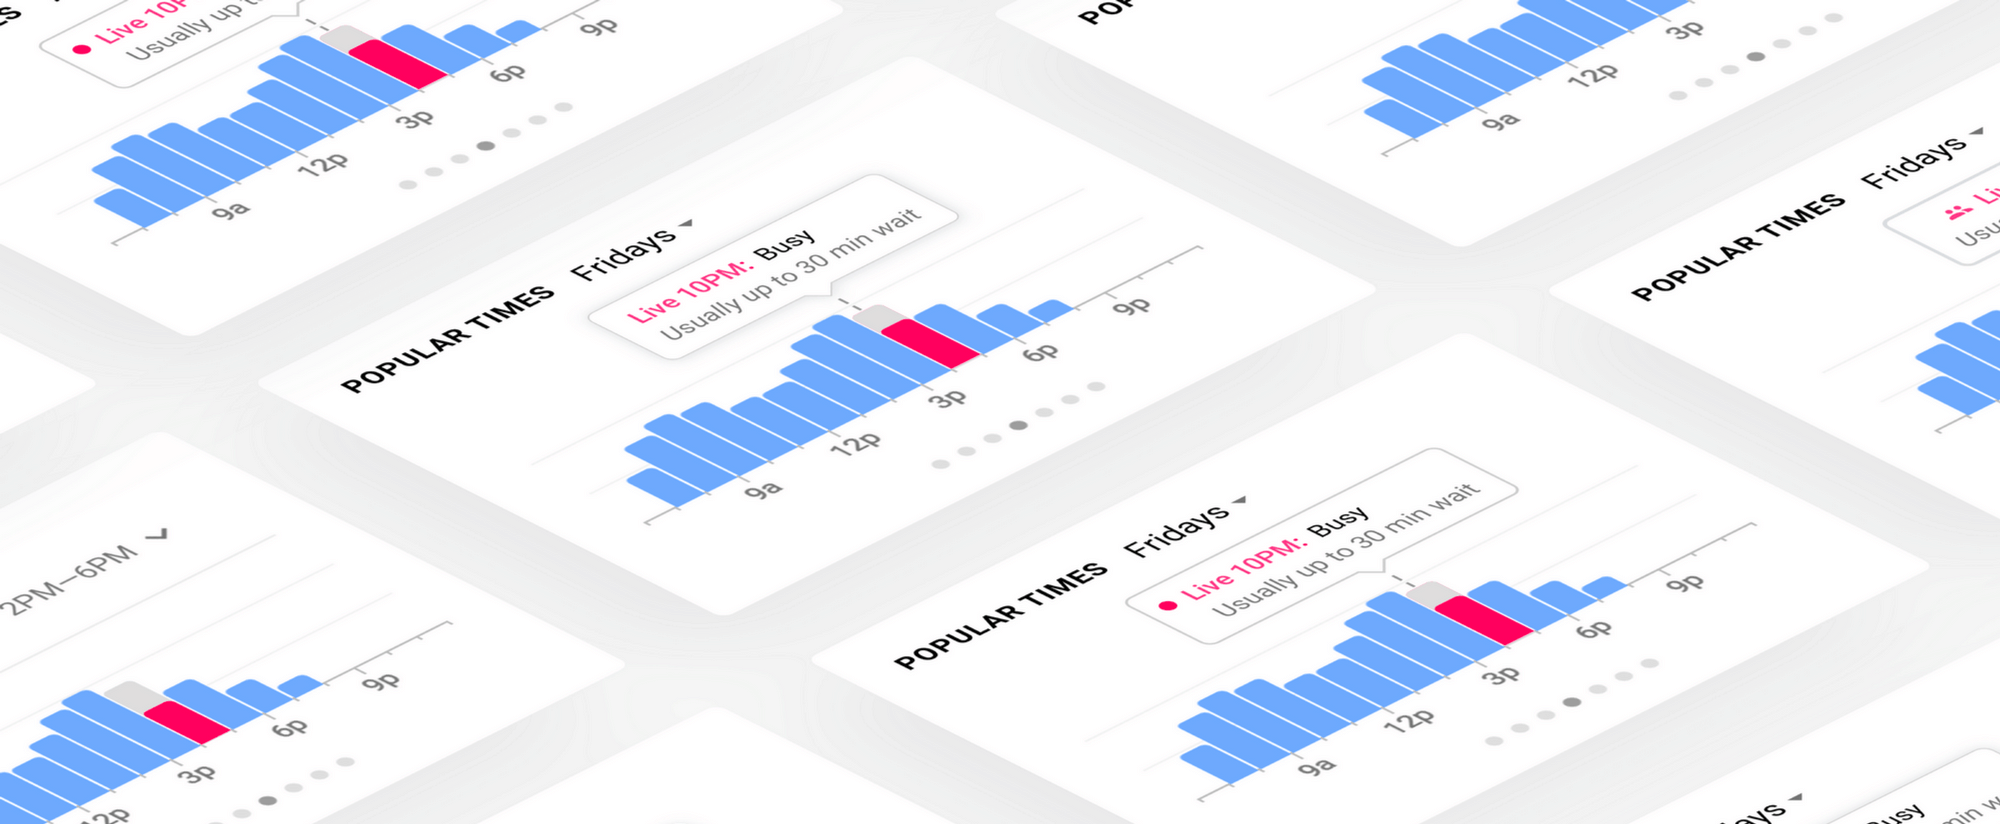 Live 10P
Usually up to
9a
12p
3p
6p
9p
PO
9a
12p
3p
POPULAR TIMES Fridays
Live 10PM: Busy
Usually up to 30 min wait
9a
12p
3p
6p
9p
POPULAR TIMES Fridays
Li
Usu
2PM–6PM
12p
3p
6p
9p
POPULAR TIMES Fridays
Live 10PM: Busy
Usually up to 30 min wait
9a
12p
3p
6p
9p
days
Busy
min w